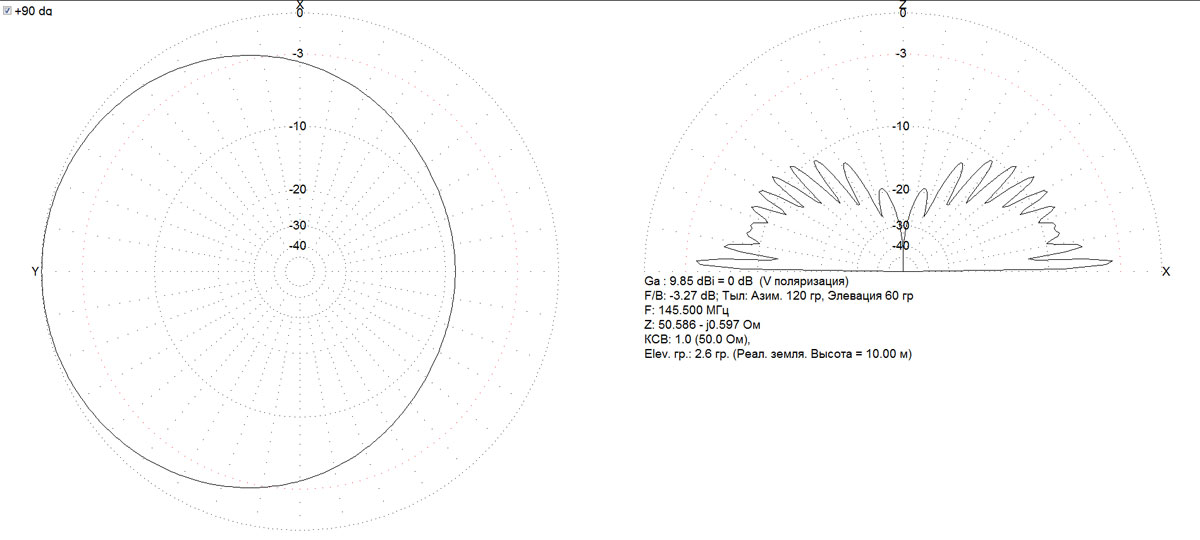 +90 dg
X
0
-3
-10
-20
-30
-40
Y
Z
0
-3
-10
-20
-30
-40
X
Ga : 9.85 dBi = 0 dB (V поляризация)
F/B: -3.27 dB; Тыл: Азим. 120 гр, Элевация 60 гр
F: 145.500 МГц
Z: 50.586 - j0.597 Ом
КСВ: 1.0 (50.0 Ом),
Elev. гр.: 2.6 гр. (Реал. земля. Высота = 10.00 м)